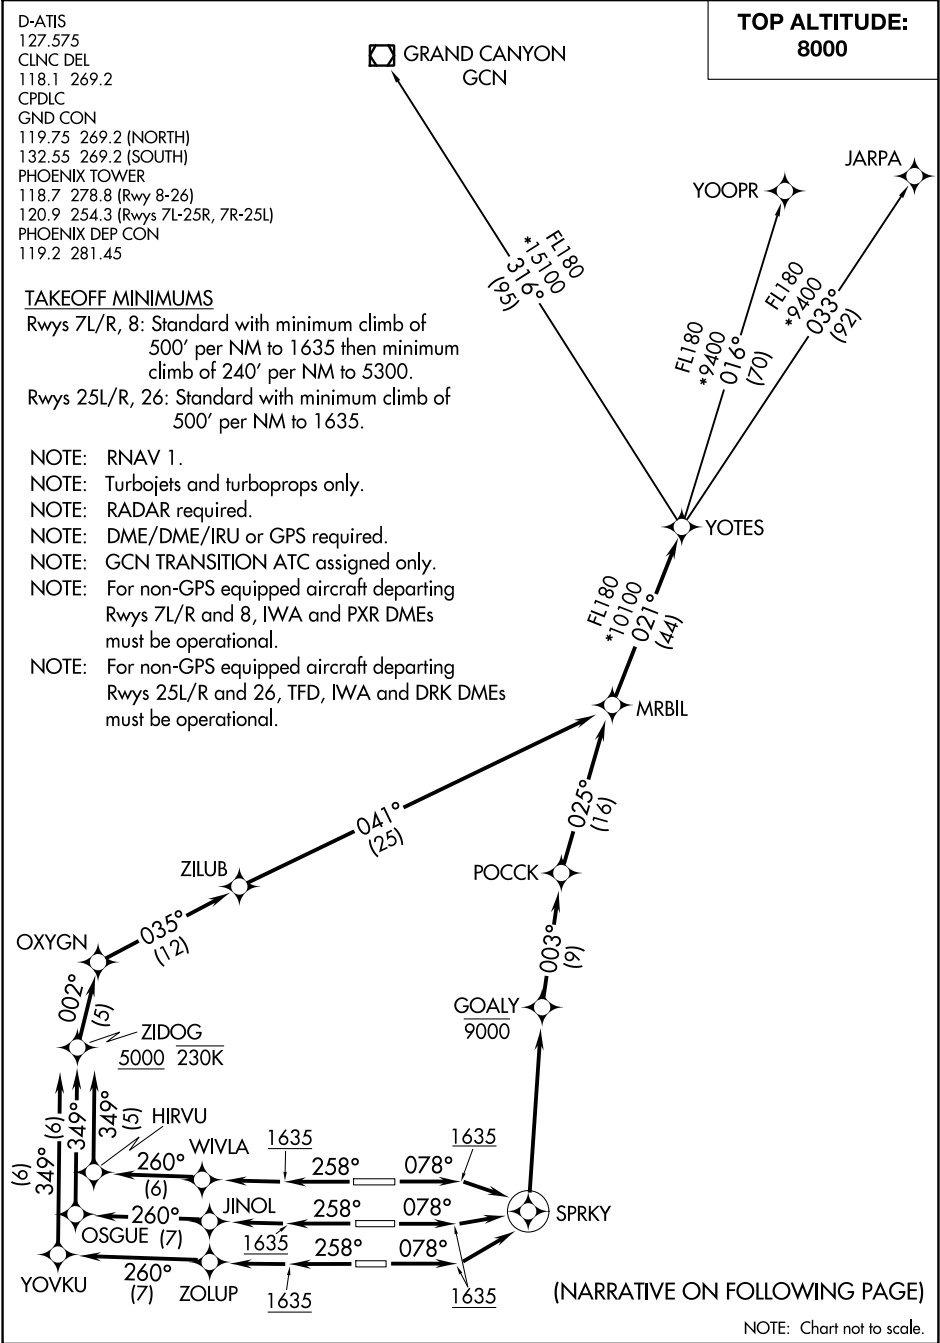 D-ATIS
127.575
CLNC DEL
118.1 269.2
CPDLC
GND CON
119.75 269.2 (NORTH)
132.55 269.2 (SOUTH)
PHOENIX TOWER
118.7 278.8 (Rwy 8-26)
120.9 254.3 (Rwys 7L-25R, 7R-25L)
PHOENIX DEP CON
119.2 281.45
TOP ALTITUDE:
8000
GRAND CANYON
GCN
JARPA
YOOPR
FL180
*15100
316°
(95)
FL180
*9400
016°
(70)
FL180
*9400
033°
(92)
TAKEOFF MINIMUMS
Rwys 7L/R, 8: Standard with minimum climb of
500' per NM to 1635 then minimum
climb of 240' per NM to 5300.
Rwys 25L/R, 26: Standard with minimum climb of
500' per NM to 1635.
NOTE: RNAV 1.
NOTE: Turbojets and turboprops only.
NOTE: RADAR required.
NOTE: DME/DME/IRU or GPS required.
NOTE: GCN TRANSITION ATC assigned only.
NOTE: For non-GPS equipped aircraft departing
Rwys 7L/R and 8, IWA and PXR DMEs
must be operational.
NOTE: For non-GPS equipped aircraft departing
Rwys 25L/R and 26, TFD, IWA and DRK DMEs
must be operational.
YOTES
FL180
*10100
021°
(44)
MRBIL
041°
(25)
025°
(16)
ZILUB
POCCK
035°
(12)
OXYGN
003°
(9)
002°
(5)
GOALY
9000
ZIDOG
5000 230K
(6)
349°
349°
(6)
349°
(5)
HIRVU
WIVLA
260°
(6)
1635
258°
078°
1635
JINOL
260°
OSGUE (7)
1635
258°
078°
SPRKY
YOVKU
260°
(7)
ZOLUP
258°
1635
078°
1635
(NARRATIVE ON FOLLOWING PAGE)
NOTE: Chart not to scale.